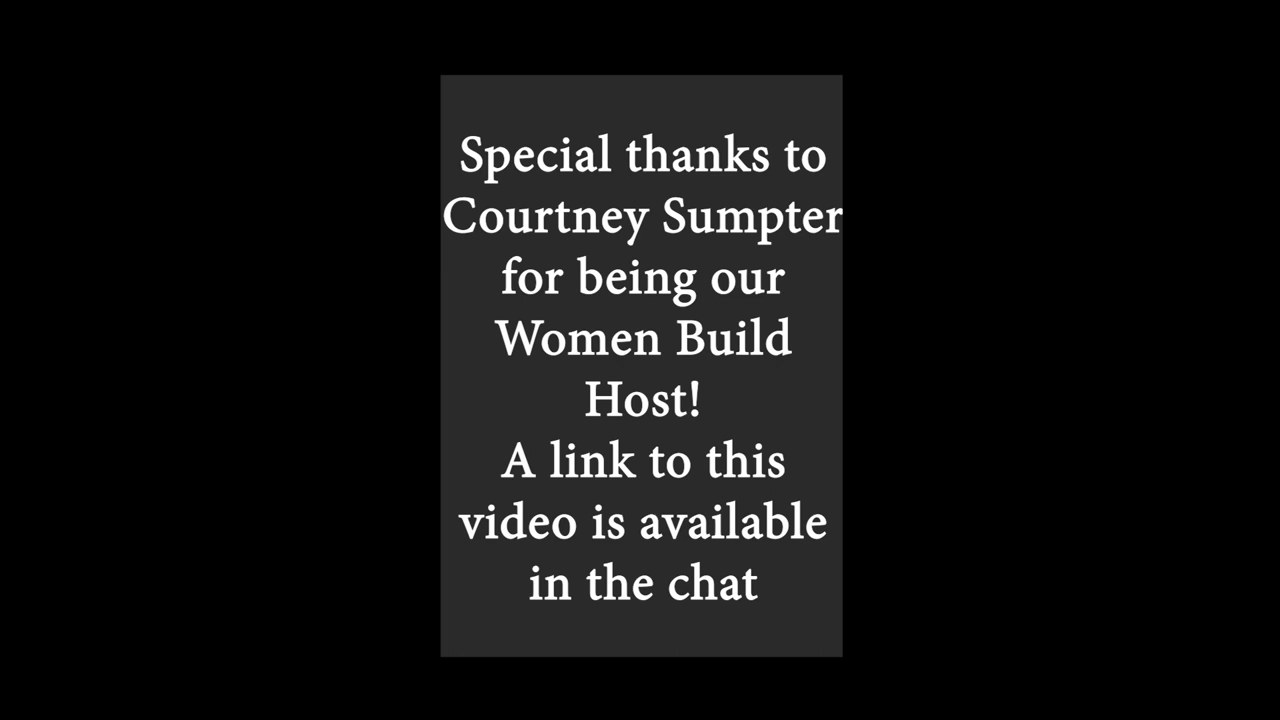 Special thanks to
Courtney Sumpter
for being our
Women Build
Host!
A link to this
video is available
in the chat